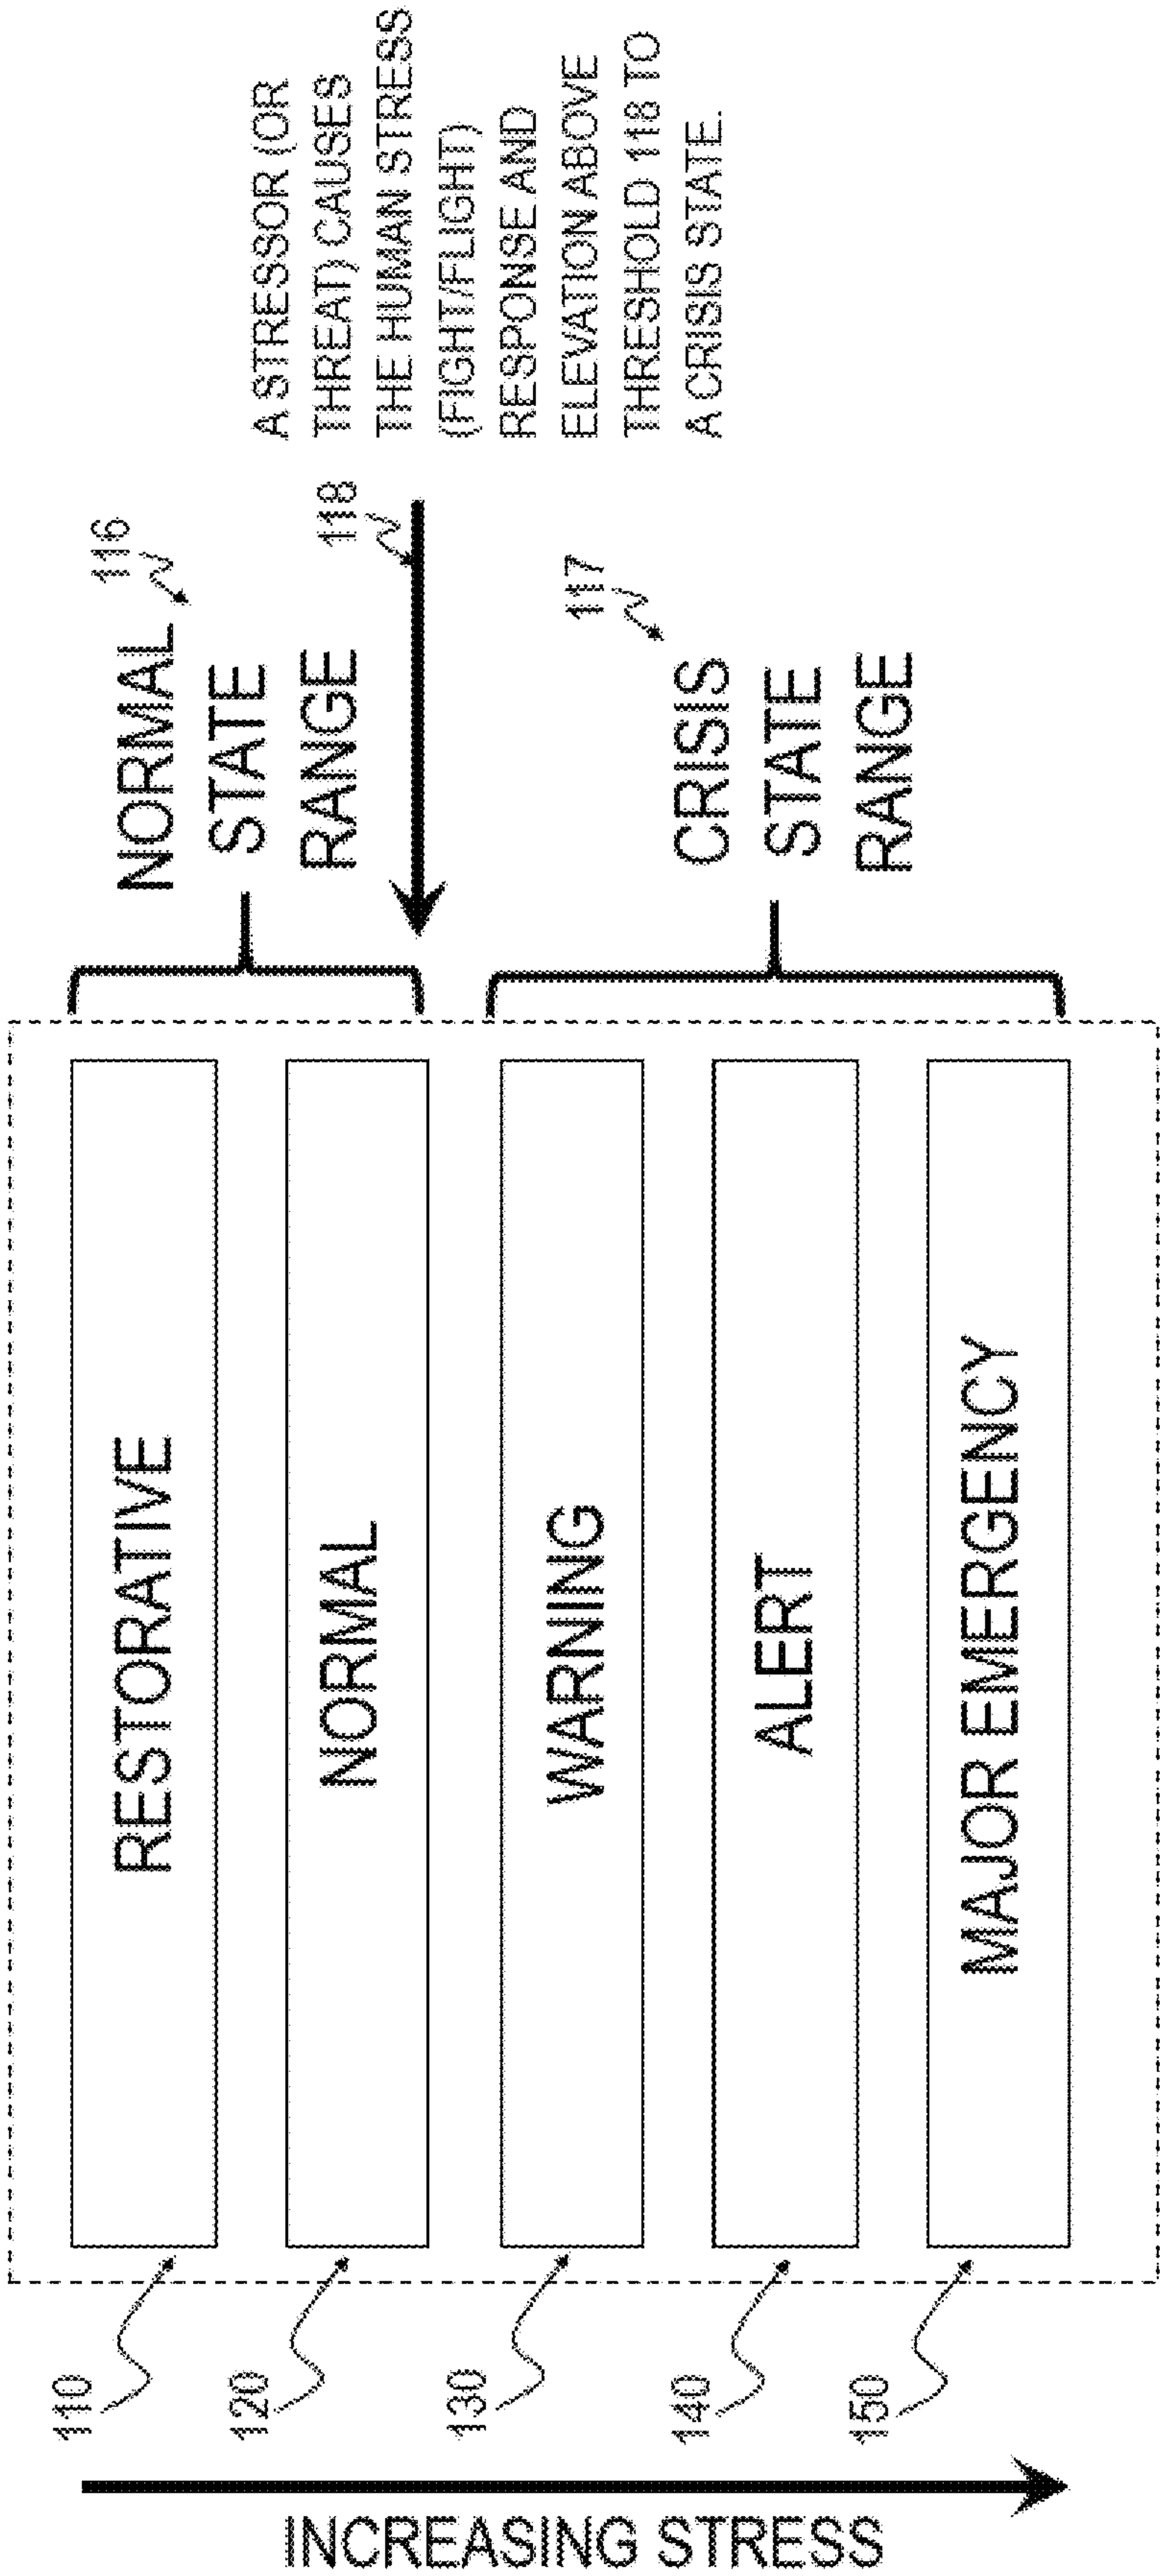 INCREASING STRESS
110
120
130
140
150
RESTORATIVE
NORMAL
WARNING
ALERT
MAJOR EMERGENCY
NORMAL
STATE
RANGE
116
118
CRISIS
STATE
RANGE
117
A STRESSOR (OR
THREAT) CAUSES
THE HUMAN STRESS
(FIGHT/FLIGHT)
RESPONSE AND
ELEVATION ABOVE
THRESHOLD 118 TO
A CRISIS STATE.